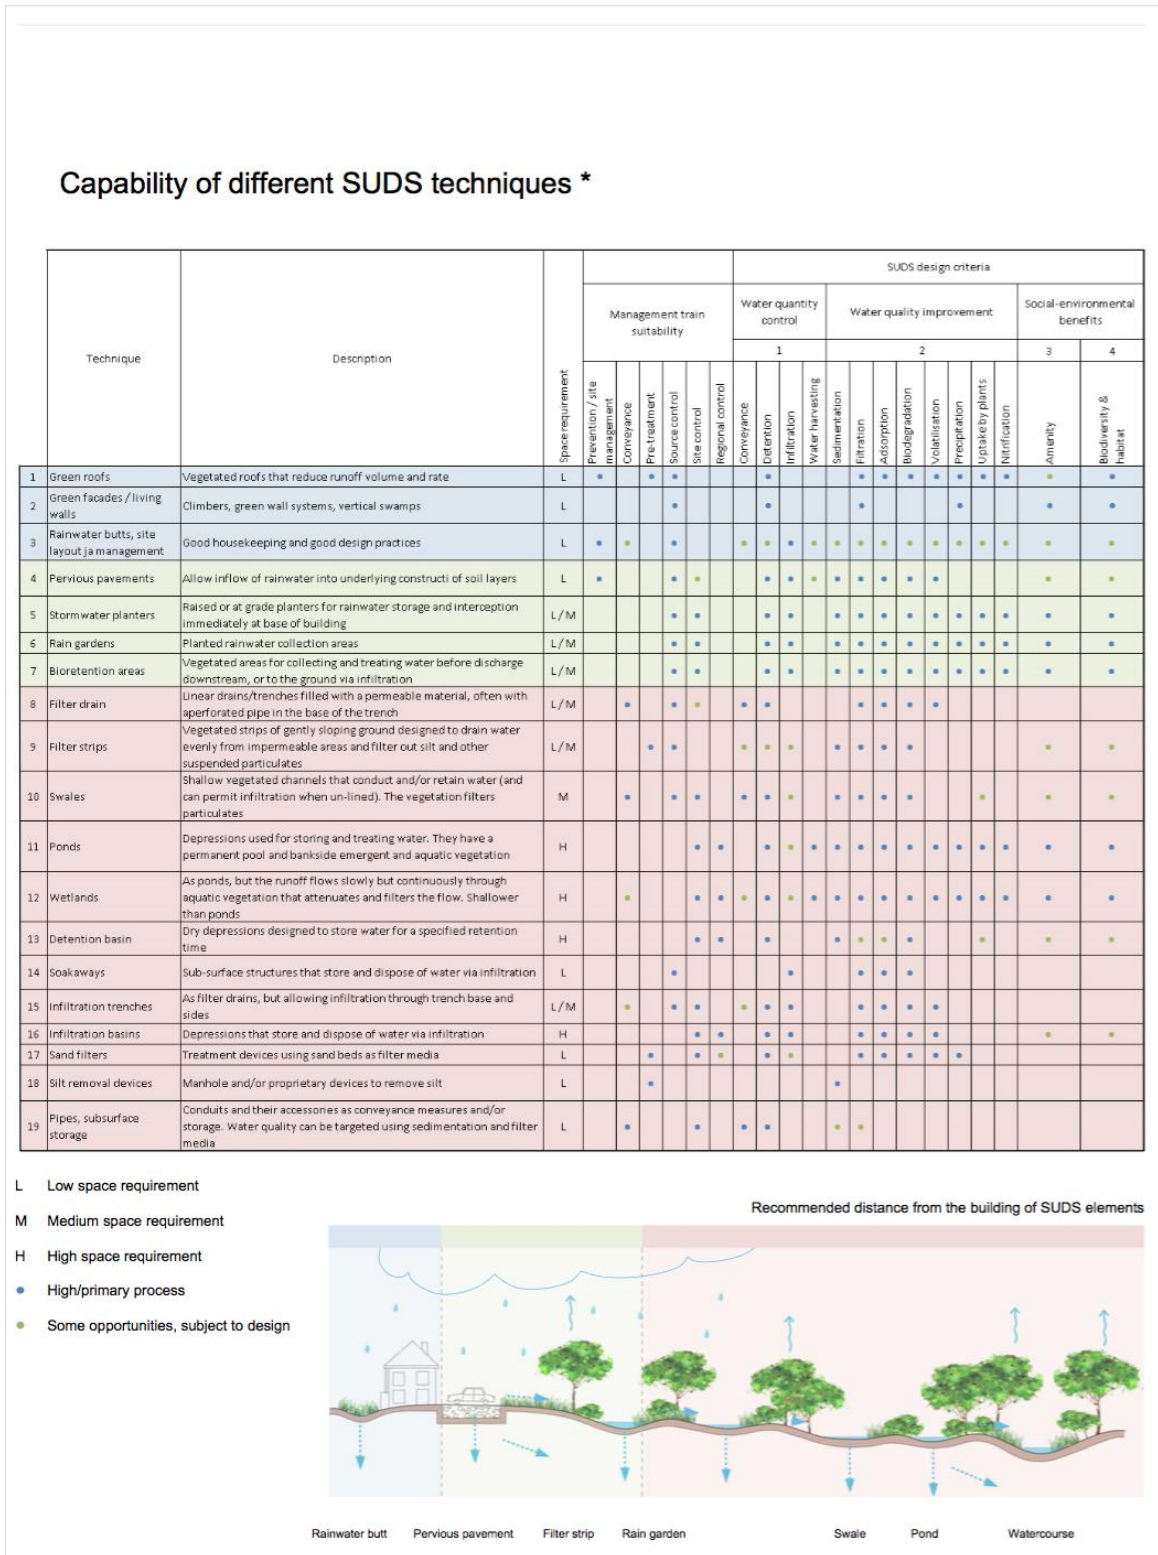 Capability of different SUDS techniques *
SUDS design criteria
Management train
suitability
Water quantity
control
Water quality improvement
Social-environmental
benefits
1
2
3
4
Technique
Description
Space requirement
Prevention / site
management
Conveyance
Pre-treatment
Source control
Site control
Regional control
Conveyance
Detention
Infiltration
Water harvesting
Sedimentation
Filtration
Adsorption
Biodegradation
Volatilisation
Precipitation
Uptake by plants
Nitrification
Amenity
Biodiversity &
habitat
1 Green roofs Vegetated roofs that reduce runoff volume and rate L
2 Green facades / living
walls Climbers, green wall systems, vertical swamps L
3 Rainwater butts, site
layout ja management Good housekeeping and good design practices L
4 Pervious pavements Allow inflow of rainwater into underlying constructi of soil layers L
5 Stormwater planters Raised or at grade planters for rainwater storage and interception
immediately at base of building L/M
6 Rain gardens Planted rainwater collection areas L/M
7 Bioretention areas Vegetated areas for collecting and treating water before discharge
downstream, or to the ground via infiltration L/M
8 Filter drain Linear drains/trenches filled with a permeable material, often with
aperforated pipe in the base of the trench L/M
9 Filter strips Vegetated strips of gently sloping ground designed to drain water
evenly from impermeable areas and filter out silt and other
suspended particulates L/M
10 Swales Shallow vegetated channels that conduct and/or retain water (and
can permit infiltration when un-lined). The vegetation filters
particulates M
11 Ponds Depressions used for storing and treating water. They have a
permanent pool and bankside emergent and aquatic vegetation H
12 Wetlands As ponds, but the runoff flows slowly but continuously through
aquatic vegetation that attenuates and filters the flow. Shallower
than ponds H
13 Detention basin Dry depressions designed to store water for a specified retention
time H
14 Soakaways Sub-surface structures that store and dispose of water via infiltration L
15 Infiltration trenches As filter drains, but allowing infiltration through trench base and
sides L/M
16 Infiltration basins Depressions that store and dispose of water via infiltration H
17 Sand filters Treatment devices using sand beds as filter media L
18 Silt removal devices Manhole and/or proprietary devices to remove silt L
19 Pipes, subsurface
storage Conduits and their accessories as conveyance measures and/or
storage. Water quality can be targeted using sedimentation and filter
media L
L Low space requirement
M Medium space requirement
H High space requirement
High/primary process
Some opportunities, subject to design
Recommended distance from the building of SUDS elements
Rainwater butt Pervious pavement Filter strip Rain garden Swale Pond Watercourse